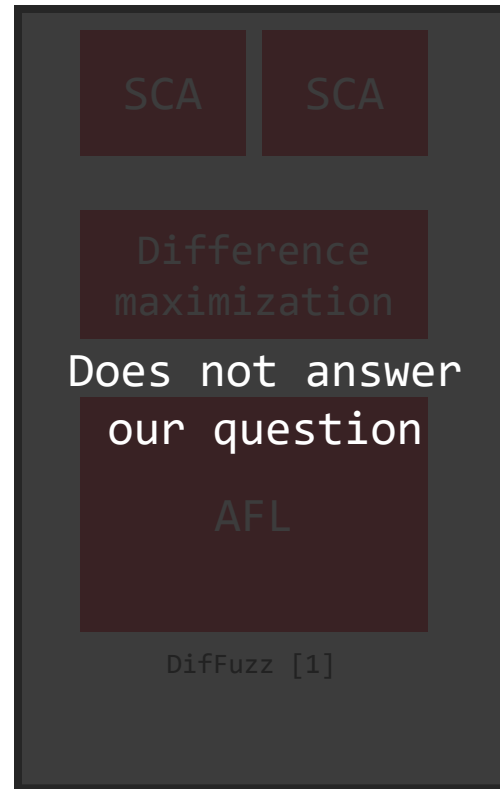 SCA SCA
Difference
maximization
Does not answer
our question
AFL
DifFuzz [1]